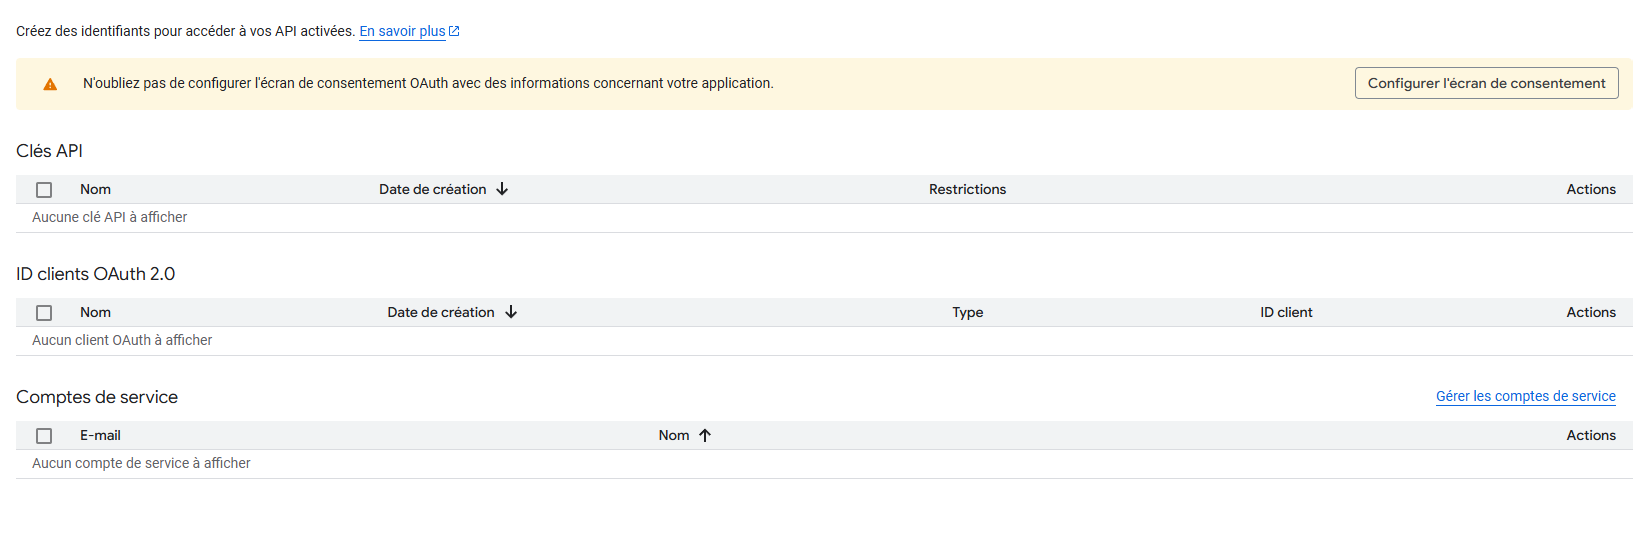 Créez des identifiants pour accéder à vos API activées. En savoir plus
N'oubliez pas de configurer l'écran de consentement OAuth avec des informations concernant votre application. Configurer l'écran de consentement
Clés API
Nom Date de création Restrictions Actions
Aucune clé API à afficher
ID clients OAuth 2.0
Nom Date de création Type ID client Actions
Aucun client OAuth à afficher
Comptes de service Gérer les comptes de service
E-mail Nom Actions
Aucun compte de service à afficher